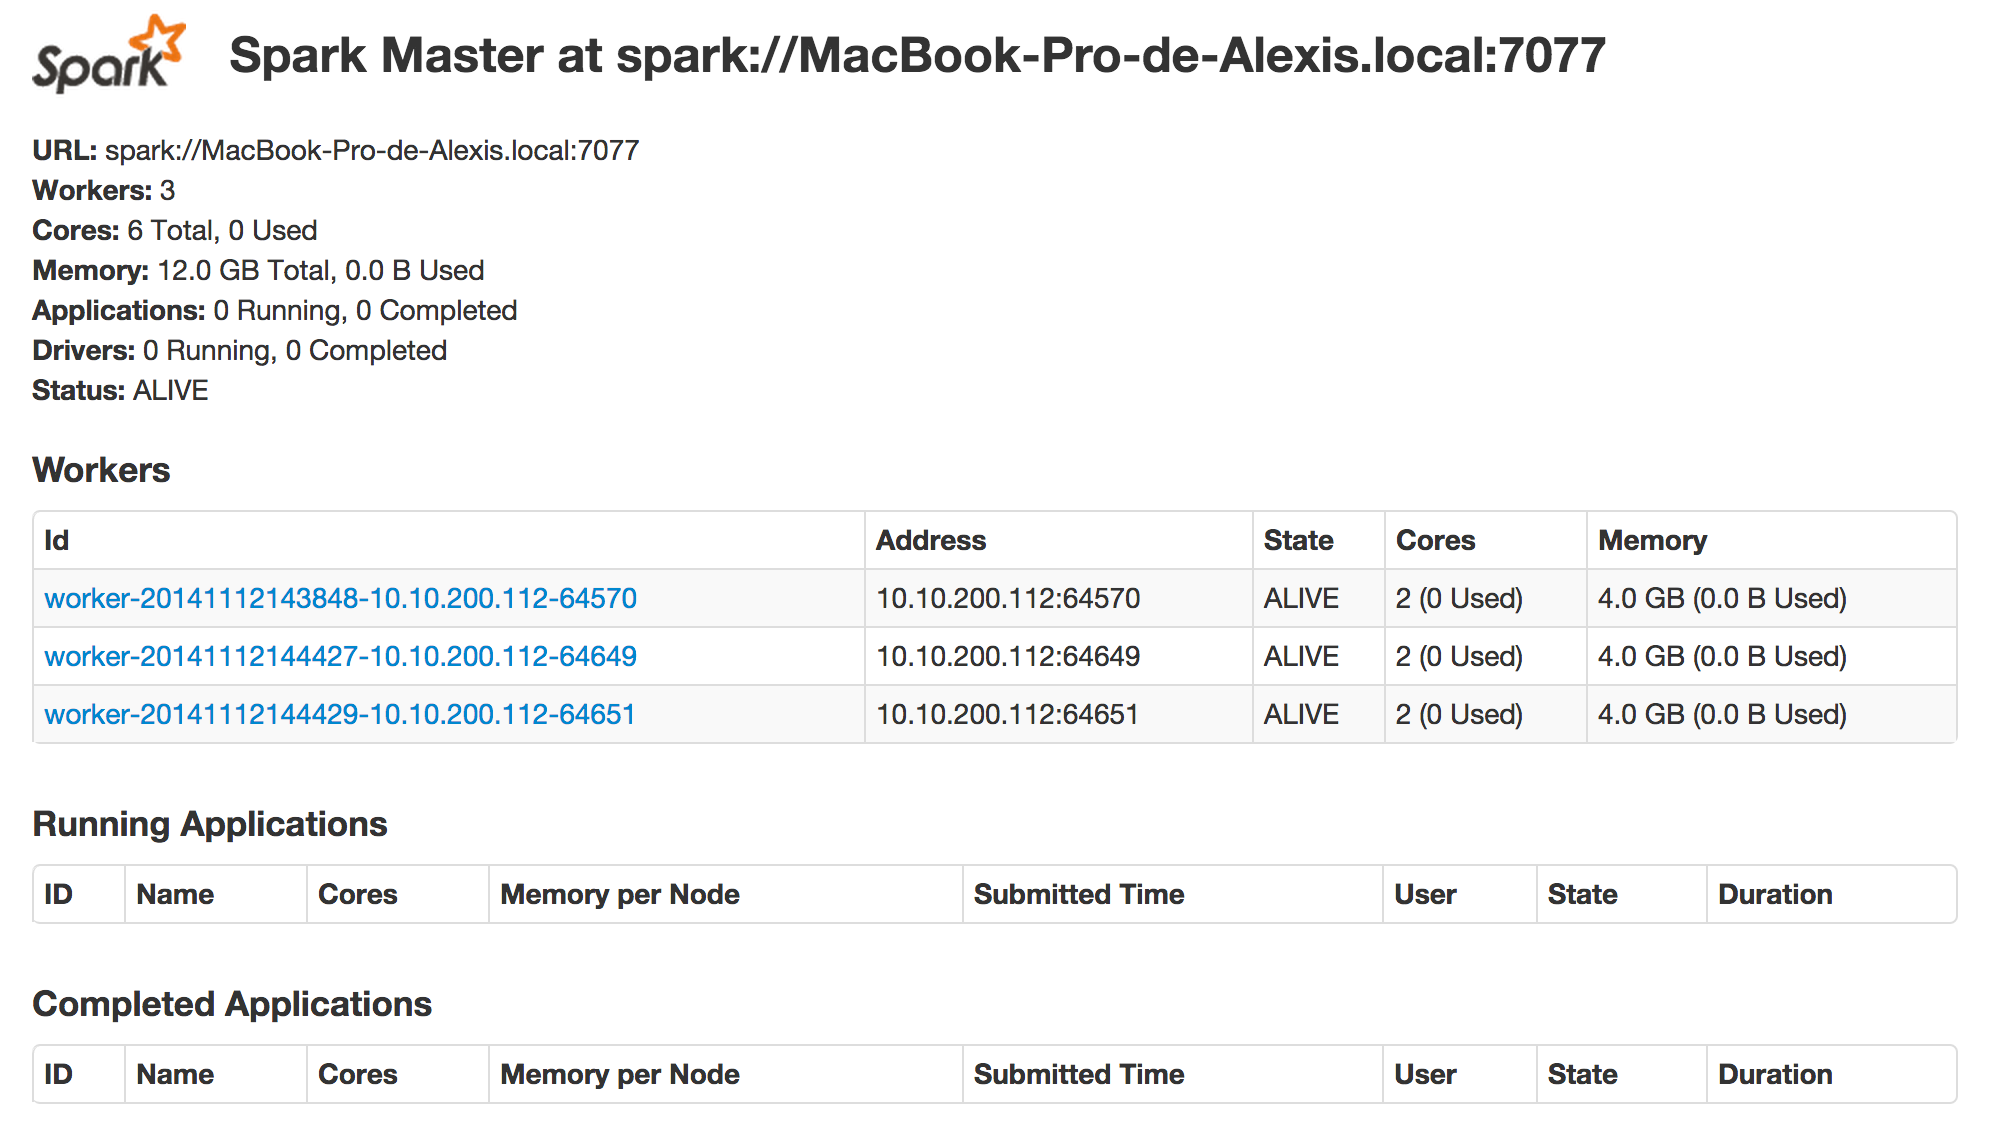 Spark Spark Master at spark://MacBook-Pro-de-Alexis.local:7077
URL: spark://MacBook-Pro-de-Alexis.local:7077
Workers: 3
Cores: 6 Total, 0 Used
Memory: 12.0 GB Total, 0.0 B Used
Applications: 0 Running, 0 Completed
Drivers: 0 Running, 0 Completed
Status: ALIVE
Workers
Id Address State Cores Memory
worker-20141112143848-10.10.200.112-64570 10.10.200.112:64570 ALIVE 2 (0 Used) 4.0 GB (0.0 B Used)
worker-20141112144427-10.10.200.112-64649 10.10.200.112:64649 ALIVE 2 (0 Used) 4.0 GB (0.0 B Used)
worker-20141112144429-10.10.200.112-64651 10.10.200.112:64651 ALIVE 2 (0 Used) 4.0 GB (0.0 B Used)
Running Applications
ID Name Cores Memory per Node Submitted Time User State Duration
Completed Applications
ID Name Cores Memory per Node Submitted Time User State Duration